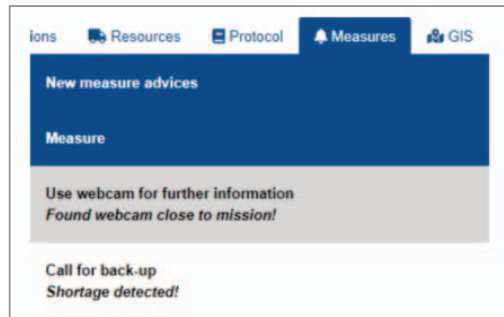 ions Resources Protocol Measures GIS
New measure advices
Measure
Use webcam for further information
Found webcam close to mission!
Call for back-up
Shortage detected!